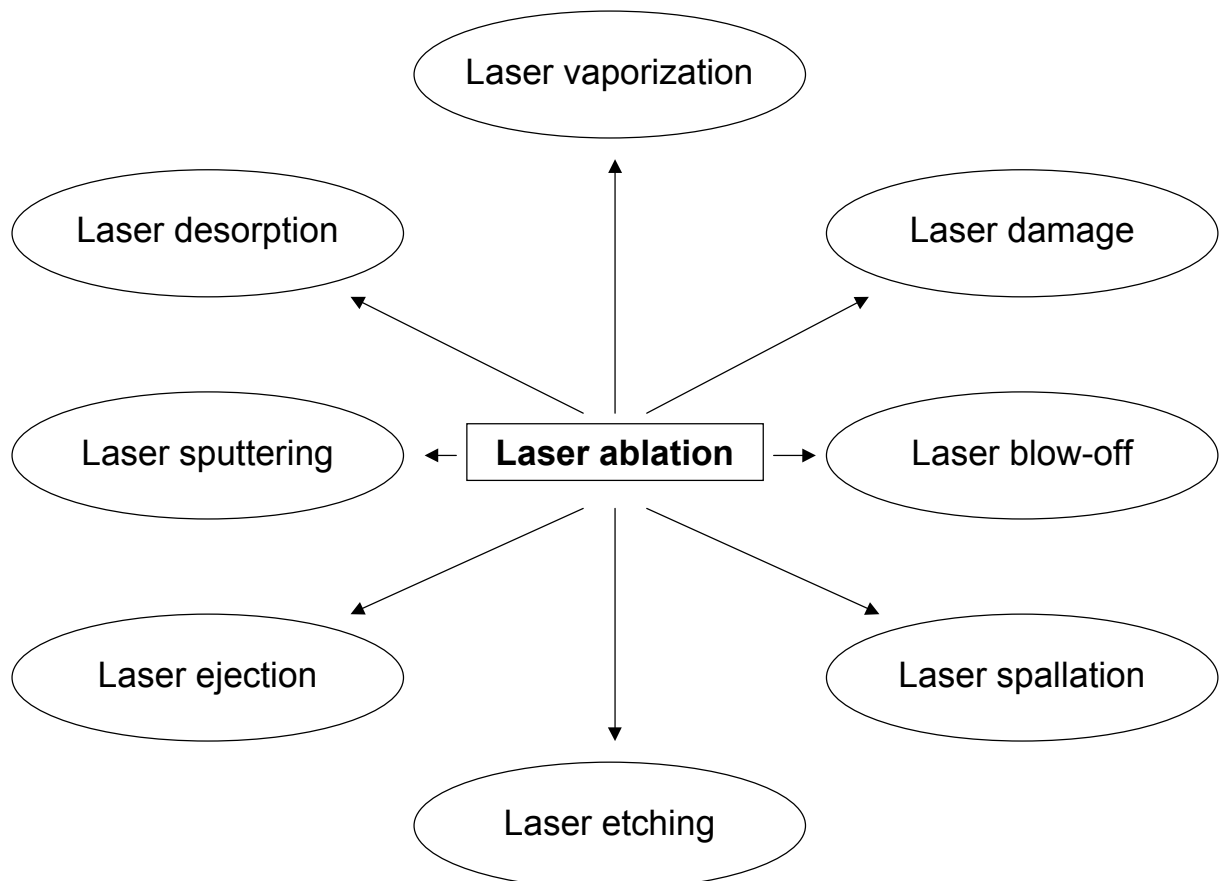 Laser vaporization
Laser desorption
Laser damage
Laser sputtering
Laser ablation
Laser blow-off
Laser ejection
Laser spallation
Laser etching